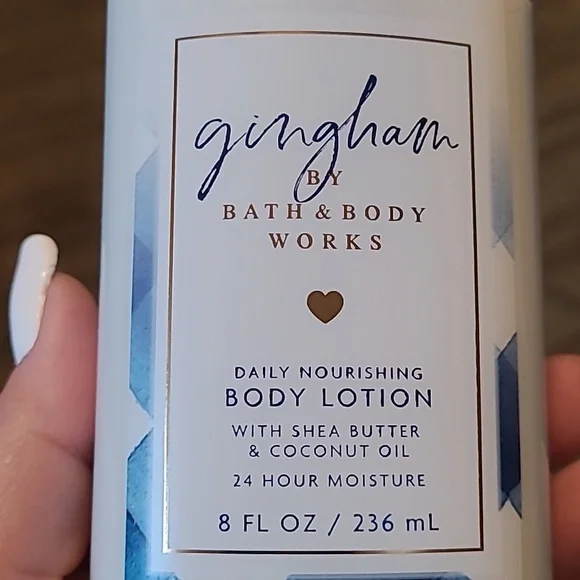 gingham
BY
BATH & BODY
WORKS
DAILY NOURISHING
BODY LOTION
WITH SHEA BUTTER
& COCONUT OIL
24 HOUR MOISTURE
8 FL OZ / 236 mL